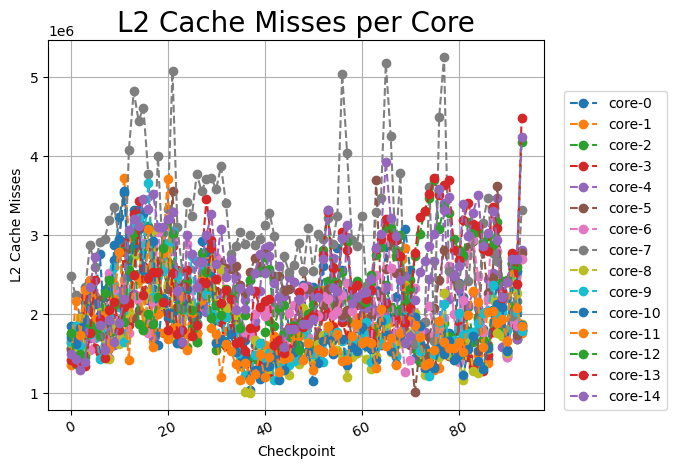 L2 Cache Misses per Core
1e6
5
4
3
2
1
L2 Cache Misses
0
20
40
60
80
Checkpoint
core-0
core-1
core-2
core-3
core-4
core-5
core-6
core-7
core-8
core-9
core-10
core-11
core-12
core-13
core-14